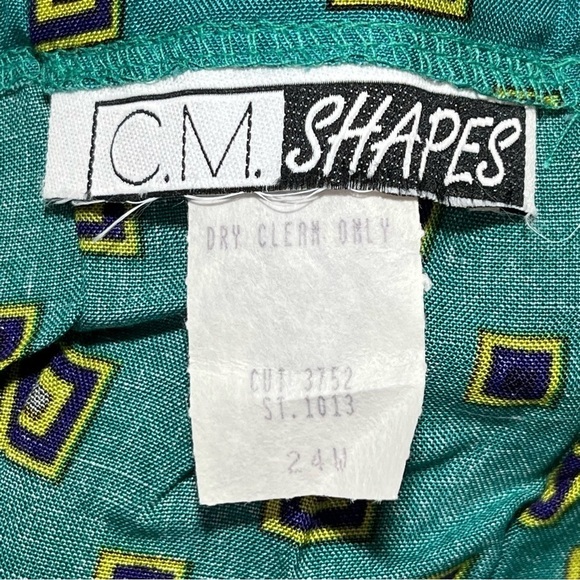 C.M. SHAPES
DRY CLEAN ONLY
CUT 3752
ST.1013
24W